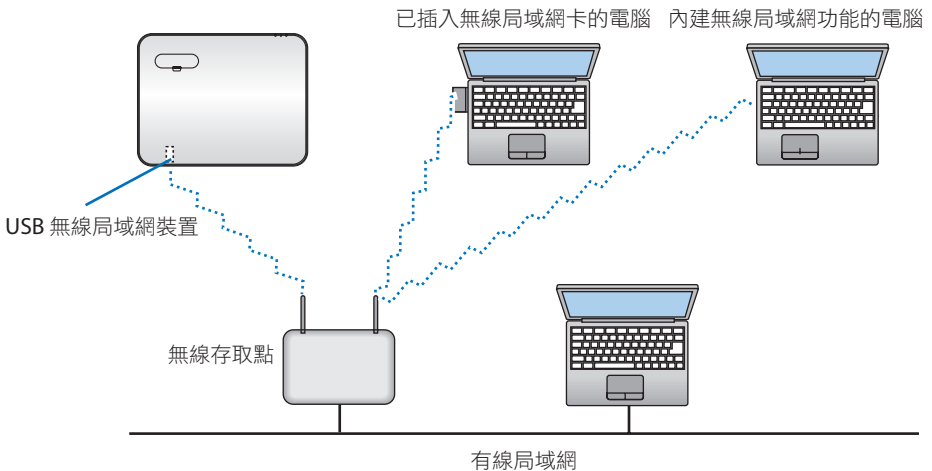 已插入無線局域網卡的電腦
內建無線局域網功能的電腦
USB 無線局域網裝置
無線存取點
有線局域網